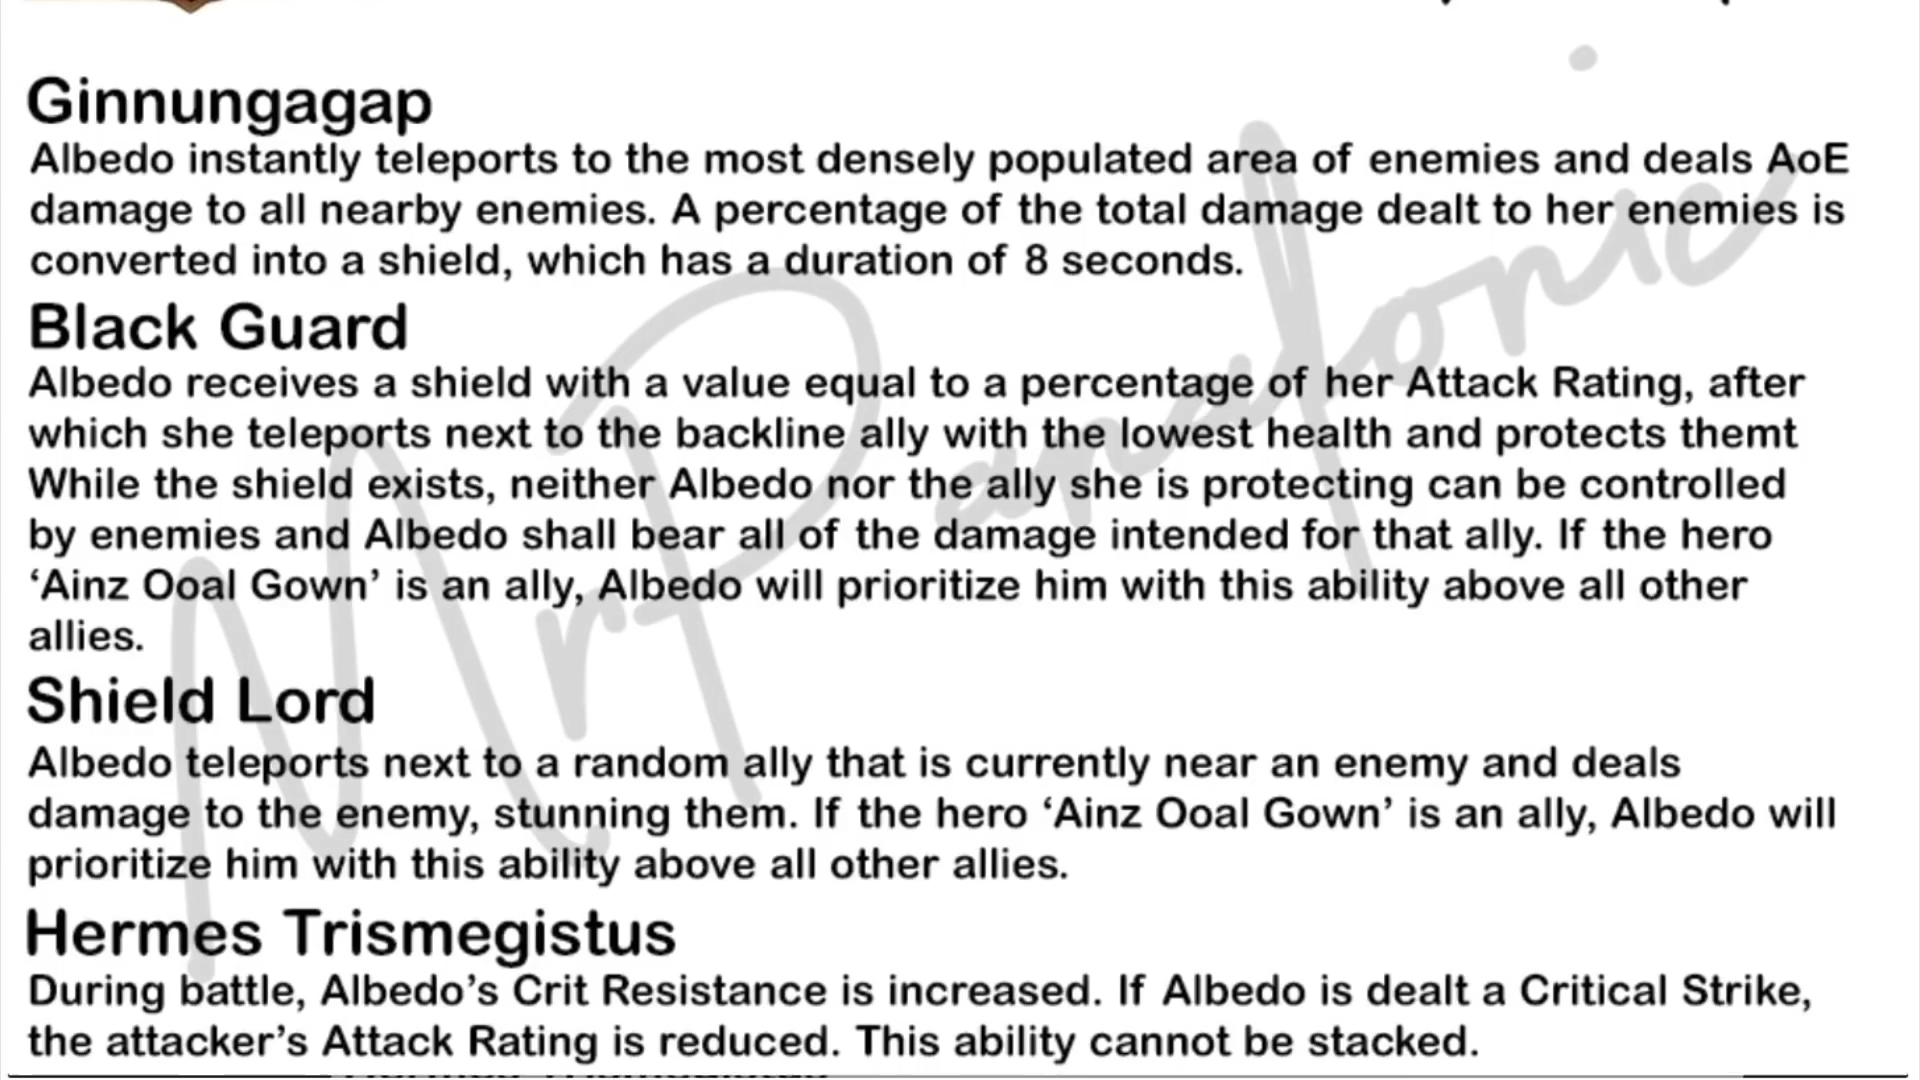 Ginnungagap
Albedo instantly teleports to the most densely populated area of enemies and deals AoE
damage to all nearby enemies. A percentage of the total damage dealt to her enemies is
converted into a shield, which has a duration of 8 seconds.
Black Guard
Albedo receives a shield with a value equal to a percentage of her Attack Rating, after
which she teleports next to the backline ally with the lowest health and protects themt
While the shield exists, neither Albedo nor the ally she is protecting can be controlled
by enemies and Albedo shall bear all of the damage intended for that ally. If the hero
‘Ainz Ooal Gown’ is an ally, Albedo will prioritize him with this ability above all other
allies.
Shield Lord
Albedo teleports next to a random ally that is currently near an enemy and deals
damage to the enemy, stunning them. If the hero ‘Ainz Ooal Gown’ is an ally, Albedo will
prioritize him with this ability above all other allies.
Hermes Trismegistus
During battle, Albedo’s Crit Resistance is increased. If Albedo is dealt a Critical Strike,
the attacker’s Attack Rating is reduced. This ability cannot be stacked.
MrPandonic